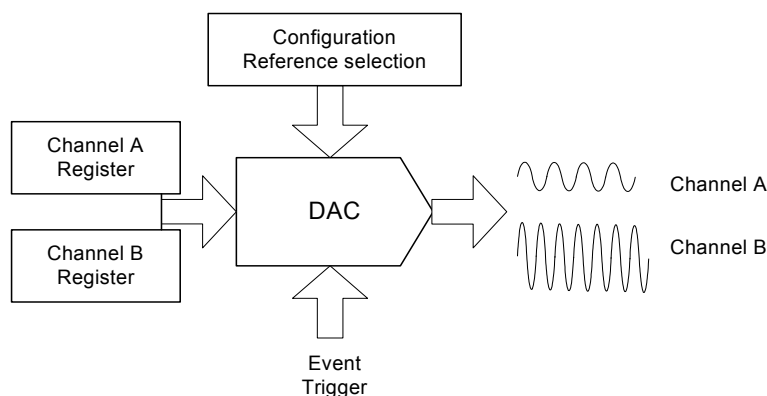 Configuration
Reference selection
Channel A
Register
Channel B
Register
DAC
Channel A
Channel B
Event
Trigger